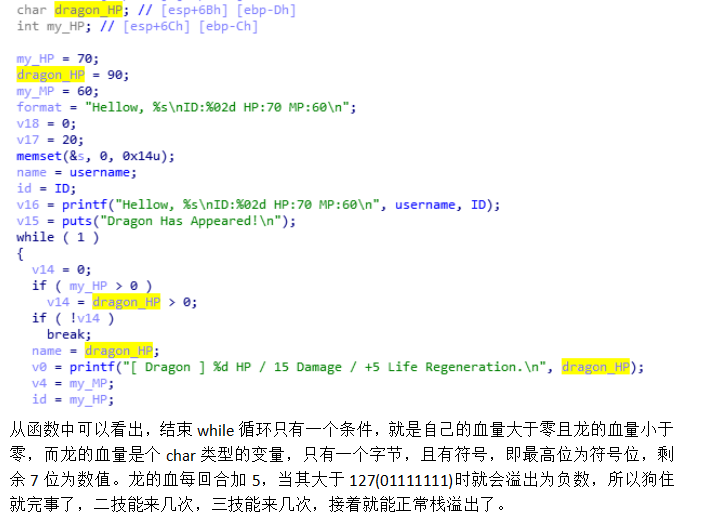 char dragon_HP; // [esp+6Bh] [ebp-Dh]
int my_HP; // [esp+6Ch] [ebp-Ch]
my_HP = 70;
dragon_HP = 90;
my_MP = 60;
format = "Hellow, %s\nID:%02d HP:70 MP:60\n";
v18 = 0;
v17 = 20;
memset(&s, 0, 0x14u);
name = username;
id = ID;
v16 = printf("Hellow, %s\nID:%02d HP:70 MP:60\n", username, ID);
v15 = puts("Dragon Has Appeared!\n");
while ( 1 )
{
v14 = 0;
if ( my_HP > 0 )
v14 = dragon_HP > 0;
if ( !v14 )
break;
name = dragon_HP;
v0 = printf("[ Dragon ] %d HP / 15 Damage / +5 Life Regeneration.\n", dragon_HP);
v4 = my_MP;
id = my_HP;
从函数中可以看出，结束 while 循环只有一个条件，就是自己的血量大于零且龙的血量小于
零，而龙的血量是个 char 类型的变量，只有一个字节，且有符号，即最高位为符号位，剩
余 7 位为数值。龙的血每回合加 5，当其大于 127(01111111)时就会溢出为负数，所以狗住
就完事了，二技能来几次，三技能来几次，接着就能正常栈溢出了。